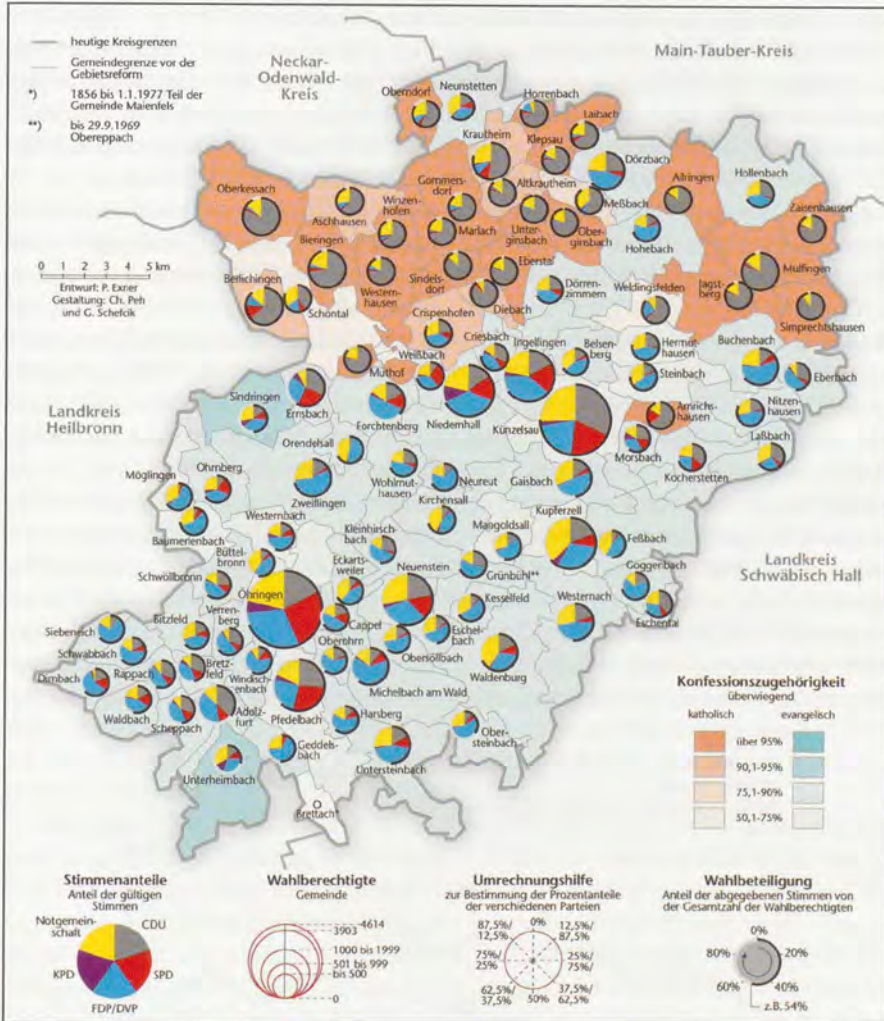 heutige Kreisgrenzen
Gemeindegrenze vor der
Gebietsreform
*) 1856 bis 1.1.1977 Teil der
Gemeinde Maienfels
**) bis 29.9.1969
Obereppach
Neckar-
Odenwald-
Kreis
Main-Tauber-Kreis
0 1 2 3 4 5 km
Entwurf: P. Exner
Gestaltung: Ch. Peh
und G. Schefcik
Landkreis
Heilbronn
Landkreis
Schwäbisch Hall
Oberndorf
Neunstetten
Horrenbach
Laibach
Krautheim
Klepsau
Dörzbach
Ailringen
Hollenbach
Oberkessach
Gommers-
dorf
Altkrautheim
Meßbach
Zaisenhausen
Aschhausen
Winzen-
hofen
Bieringen
Marlach
Unter-
ginsbach
Ober-
ginsbach
Hohebach
Eberstal
Mulfingen
Berlichingen
Western-
hausen
Sindels-
dorf
Diebach
Dörren-
zimmern
Weldingsfelden
Jagst-
berg
Schöntal
Crispenhofen
Simprechtshausen
Criesbach
Ingelfingen
Belsen-
berg
Hermut-
hausen
Buchenbach
Weißbach
Muthof
Steinbach
Eberbach
Sindringen
Ernsbach
Forchtenberg
Niedernhall
Künzelsau
Amrichs-
hausen
Nitzen-
hausen
Orendelsall
Morsbach
Laßbach
Kocherstetten
Möglingen
Ohrnberg
Zweiflingen
Wohlmut-
hausen
Neureut
Gaisbach
Kirchensall
Westernbach
Baumerlenbach
Kleinhirsch-
bach
Mangoldsall
Kupferzell
Feßbach
Büttel-
bronn
Eckarts-
weiler
Neuenstein
Grünbühl**
Goggenbach
Schwöllbronn
Öhringen
Kesselfeld
Westernach
Eschental
Verren-
berg
Bitzfeld
Cappel
Siebeneich
Eschel-
bach
Schwabbach
Oberohrn
Obersöllbach
Waldenburg
Rappach
Bretz-
feld
Windisch-
enbach
Dimbach
Michelbach am Wald
Waldbach
Scheppach
Adolz-
furt
Pfedelbach
Harsberg
Ober-
steinbach
Geddels-
bach
Untersteinbach
Unterheimbach
Brettach*
Konfessionszugehörigkeit
überwiegend
katholisch evangelisch
über 95%
90,1-95%
75,1-90%
50,1-75%
Stimmenanteile
Anteil der gültigen
Stimmen
Notgemein-
schaft
CDU
KPD
SPD
FDP/DVP
Wahlberechtigte
Gemeinde
-4614
3903
1000 bis 1999
501 bis 999
bis 500
0
Umrechnungshilfe
zur Bestimmung der Prozentanteile
der verschiedenen Parteien
0%
87,5%/
12,5%
12,5%/
87,5%
75%/
25%
25%/
75%
62,5%/
37,5%
50%
37,5%/
62,5%
Wahlbeteiligung
Anteil der abgegebenen Stimmen von
der Gesamtzahl der Wahlberechtigten
0%
80%
20%
60%
40%
z.B. 54%